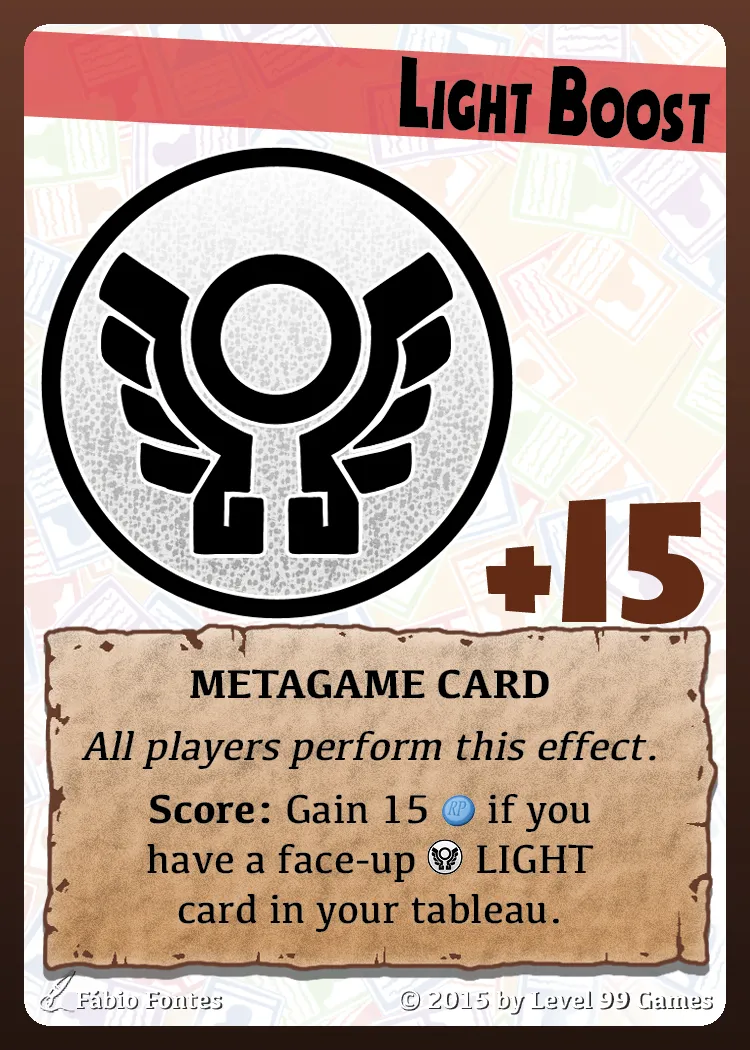 LIGHT BOOST
+15
METAGAME CARD
All players perform this effect.
Score: Gain 15 RP if you
have a face-up LIGHT
card in your tableau.
Fábio Fontes
© 2015 by Level 99 Games